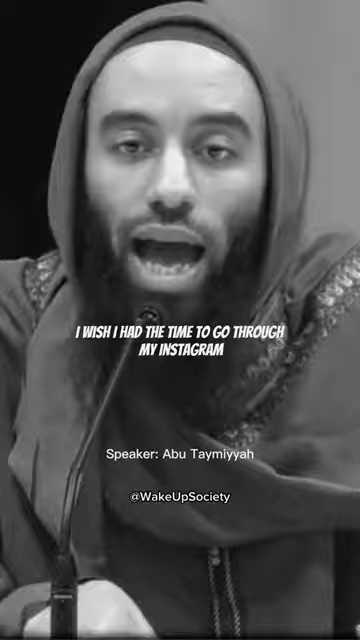 I WISH I HAD THE TIME TO GO THROUGH
MY INSTAGRAM
Speaker: Abu Taymiyyah
@WakeUpSociety